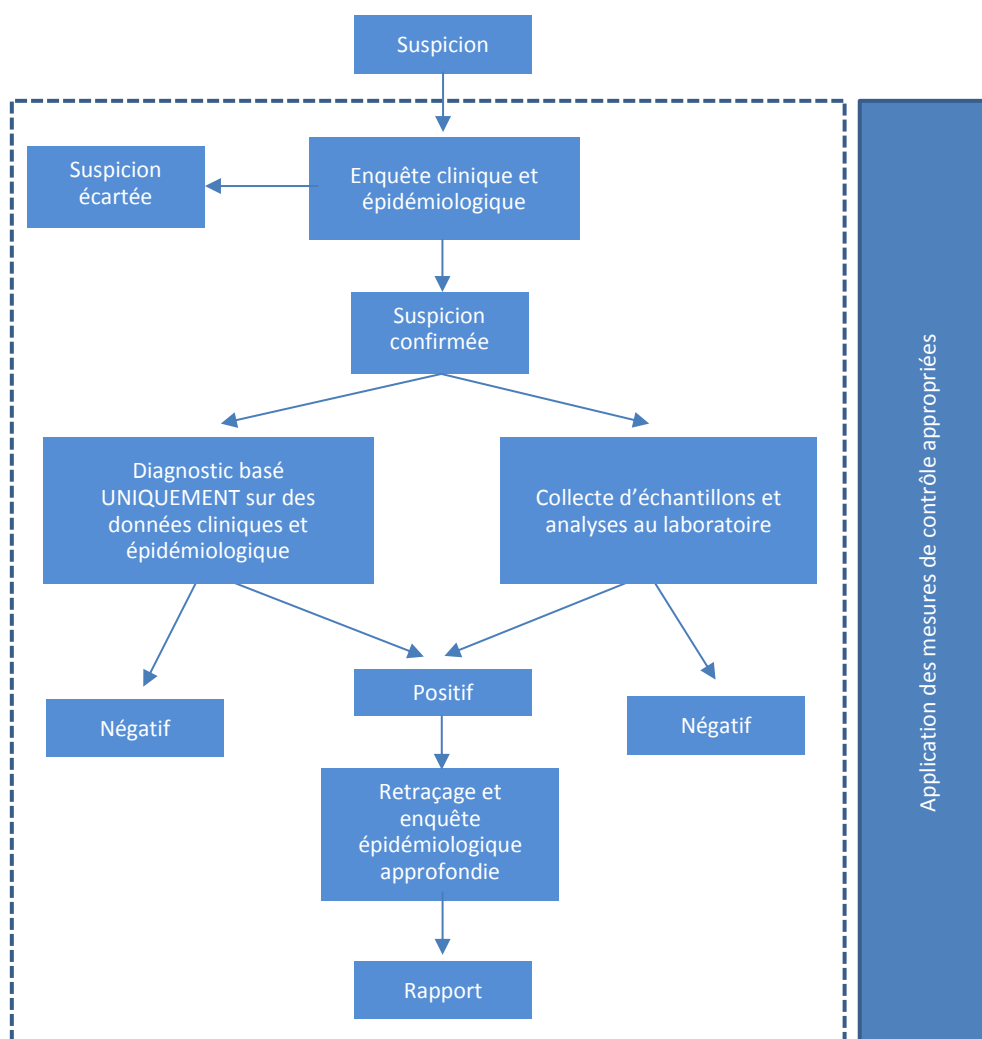 Suspicion
Suspicion
écartée
Enquête clinique et
épidémiologique
Suspicion
confirmée
Diagnostic basé
UNIQUEMENT sur des
données cliniques et
épidémiologique
Collecte d’échantillons et
analyses au laboratoire
Négatif
Positif
Négatif
Retraçage et
enquête
épidémiologique
approfondie
Rapport
Application des mesures de contrôle appropriées